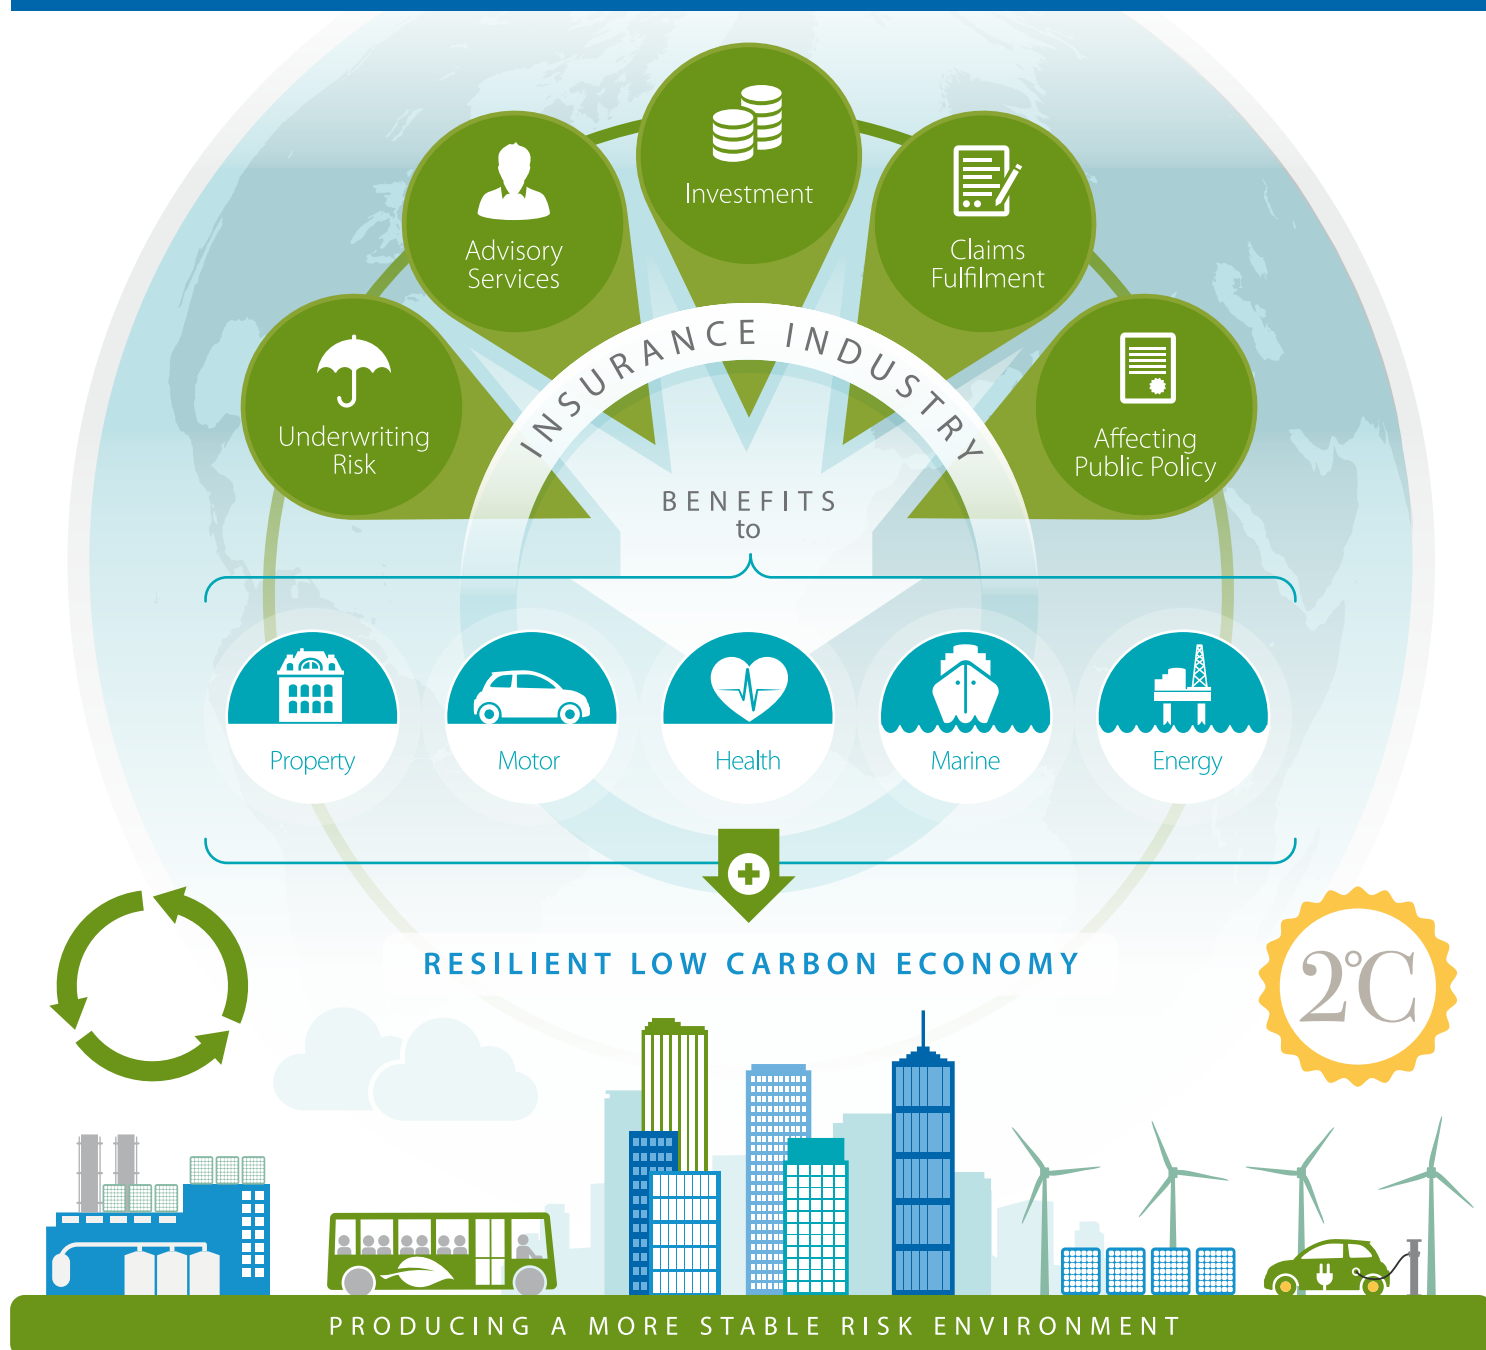 Investment
Advisory
Services
Claims
Fulfilment
Underwriting
Risk
Affecting
Public Policy
INSURANCE INDUSTRY
BENEFITS
to
Property
Motor
Health
Marine
Energy
RESILIENT LOW CARBON ECONOMY
2°C
PRODUCING A MORE STABLE RISK ENVIRONMENT